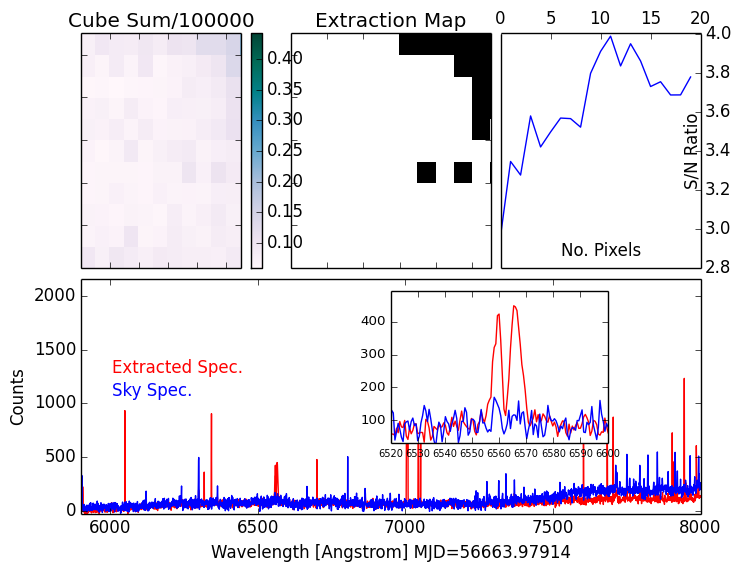 Cube Sum/100000
Extraction Map
0 5 10 15 20
0.40
0.35
0.30
0.25
0.20
0.15
0.10
4.0
3.8
3.6
3.4
3.2
3.0
2.8
S/N Ratio
No. Pixels
2000
1500
1000
500
0
Counts
Extracted Spec.
Sky Spec.
400
300
200
100
6520 6530 6540 6550 6560 6570 6580 6590 6600
6000 6500 7000 7500 8000
Wavelength [Angstrom] MJD=56663.97914